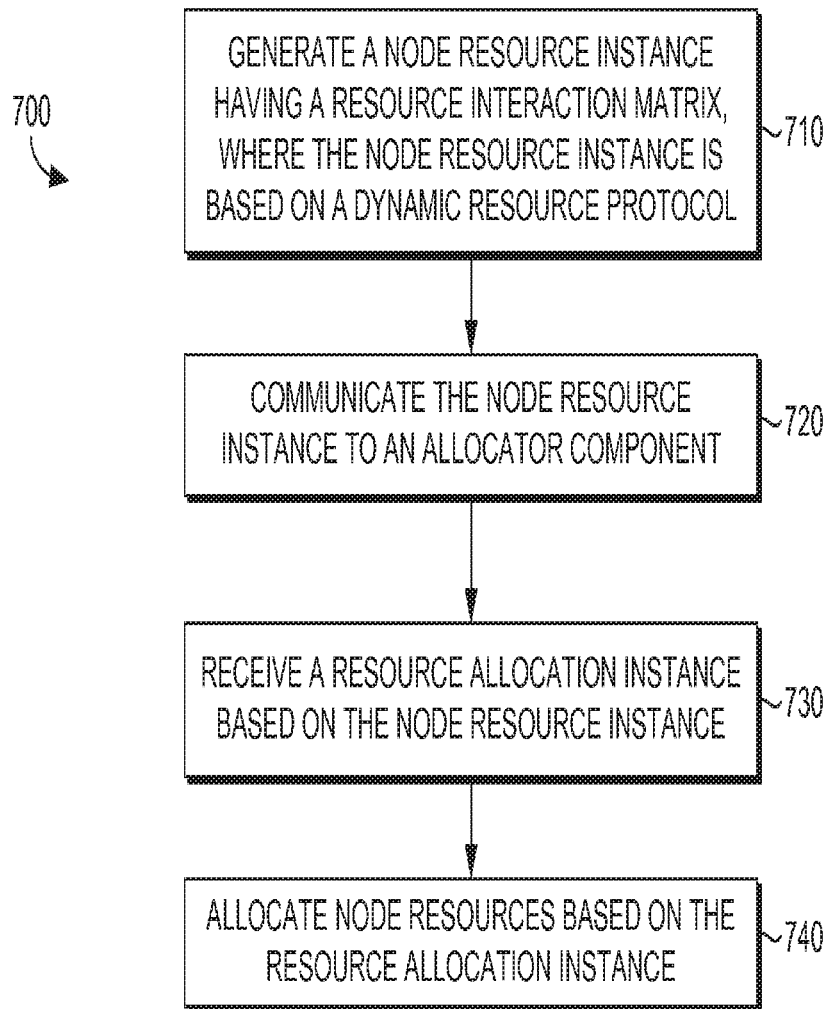 700
GENERATE A NODE RESOURCE INSTANCE
HAVING A RESOURCE INTERACTION MATRIX,
WHERE THE NODE RESOURCE INSTANCE IS
BASED ON A DYNAMIC RESOURCE PROTOCOL
710
COMMUNICATE THE NODE RESOURCE
INSTANCE TO AN ALLOCATOR COMPONENT
720
RECEIVE A RESOURCE ALLOCATION INSTANCE
BASED ON THE NODE RESOURCE INSTANCE
730
ALLOCATE NODE RESOURCES BASED ON THE
RESOURCE ALLOCATION INSTANCE
740